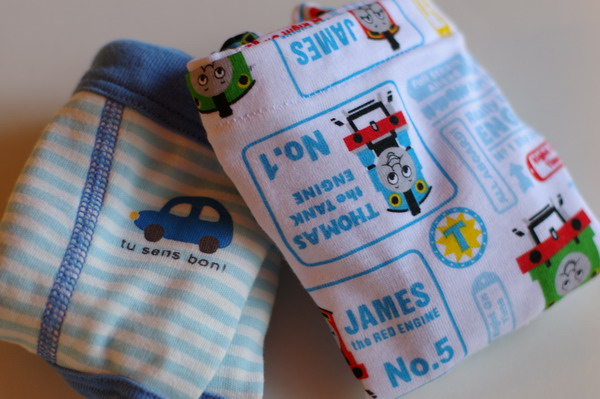 tu sens bon!
JAMES
No.1
THOMAS
the TANK
ENGINE
T
JAMES
the RED ENGINE
No.5